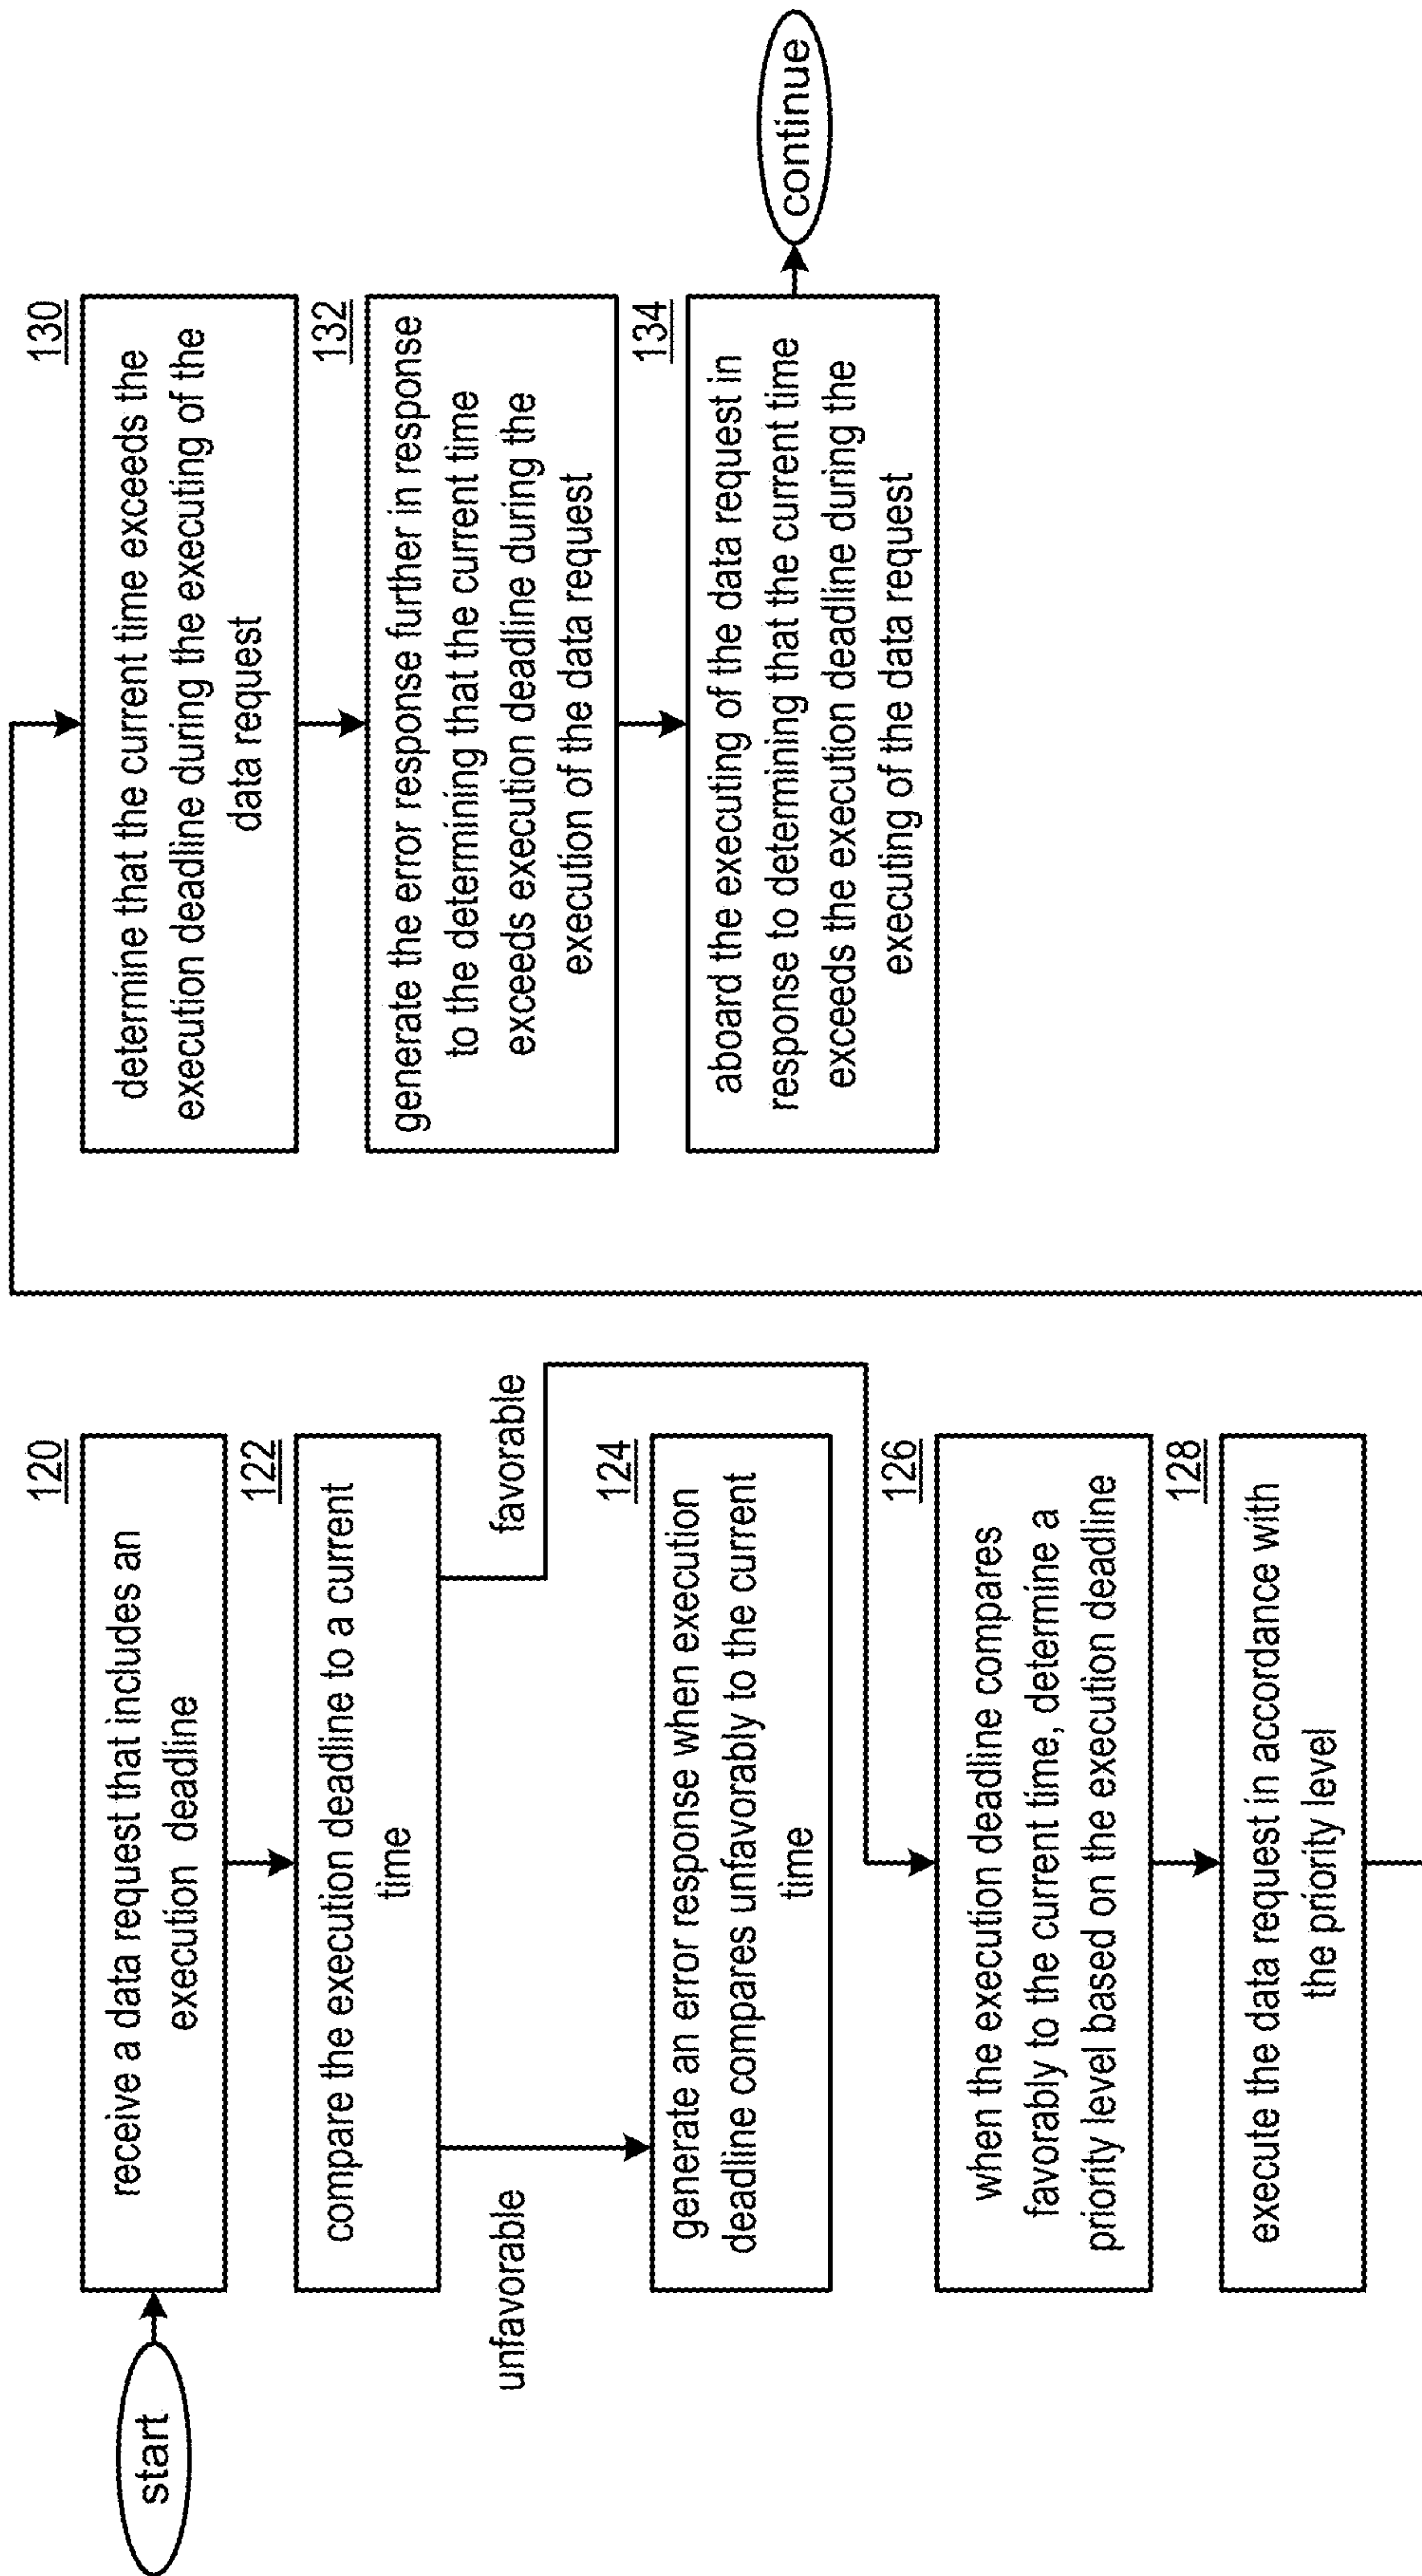 start
120
receive a data request that includes an
execution deadline
122
compare the execution deadline to a current
time
unfavorable
favorable
124
generate an error response when execution
deadline compares unfavorably to the current
time
126
when the execution deadline compares
favorably to the current time, determine a
priority level based on the execution deadline
128
execute the data request in accordance with
the priority level
130
determine that the current time exceeds the
execution deadline during the executing of the
data request
132
generate the error response further in response
to the determining that the current time
exceeds execution deadline during the
execution of the data request
134
aboard the executing of the data request in
response to determining that the current time
exceeds the execution deadline during the
executing of the data request
continue